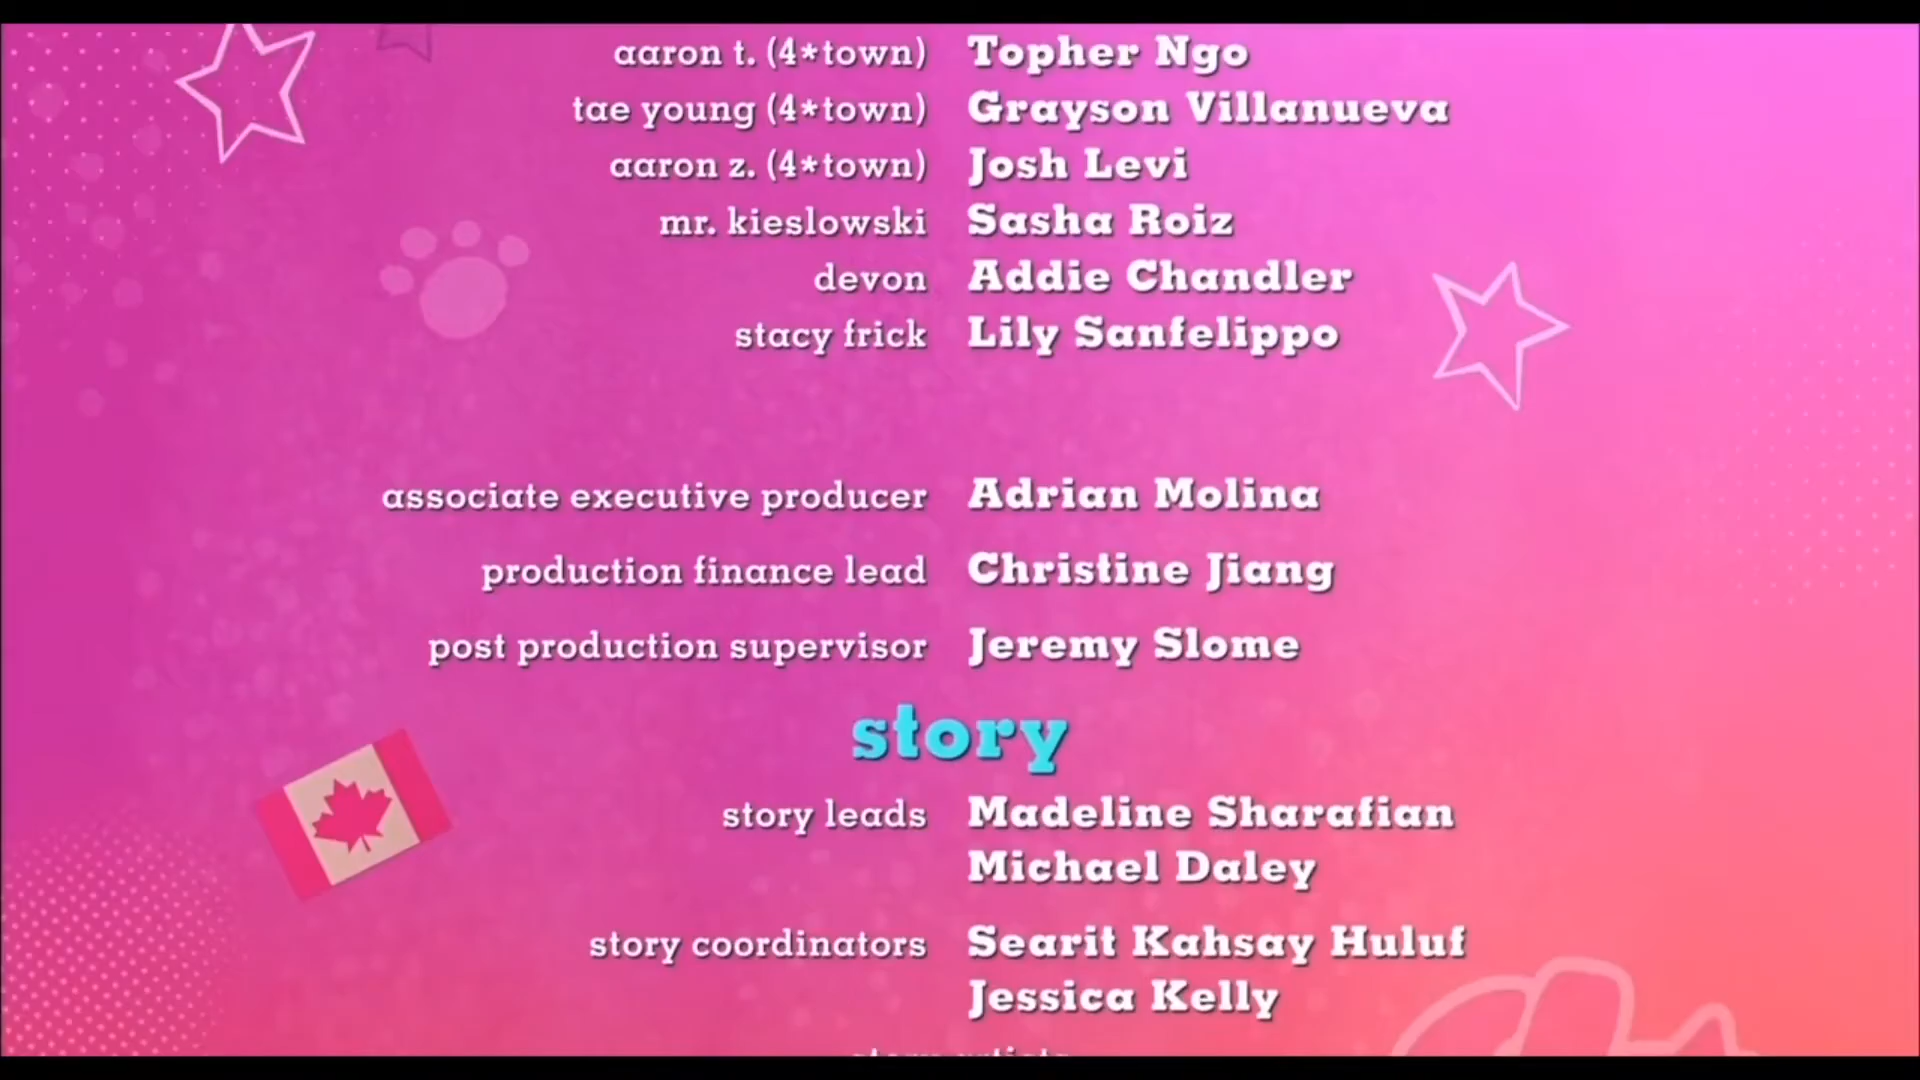 aaron t. (4*town) Topher Ngo
tae young (4*town) Grayson Villanueva
aaron z. (4*town) Josh Levi
mr. kieslowski Sasha Roiz
devon Addie Chandler
stacy frick Lily Sanfelippo
associate executive producer Adrian Molina
production finance lead Christine Jiang
post production supervisor Jeremy Slome
story
story leads Madeline Sharafian
Michael Daley
story coordinators Searit Kahsay Huluf
Jessica Kelly